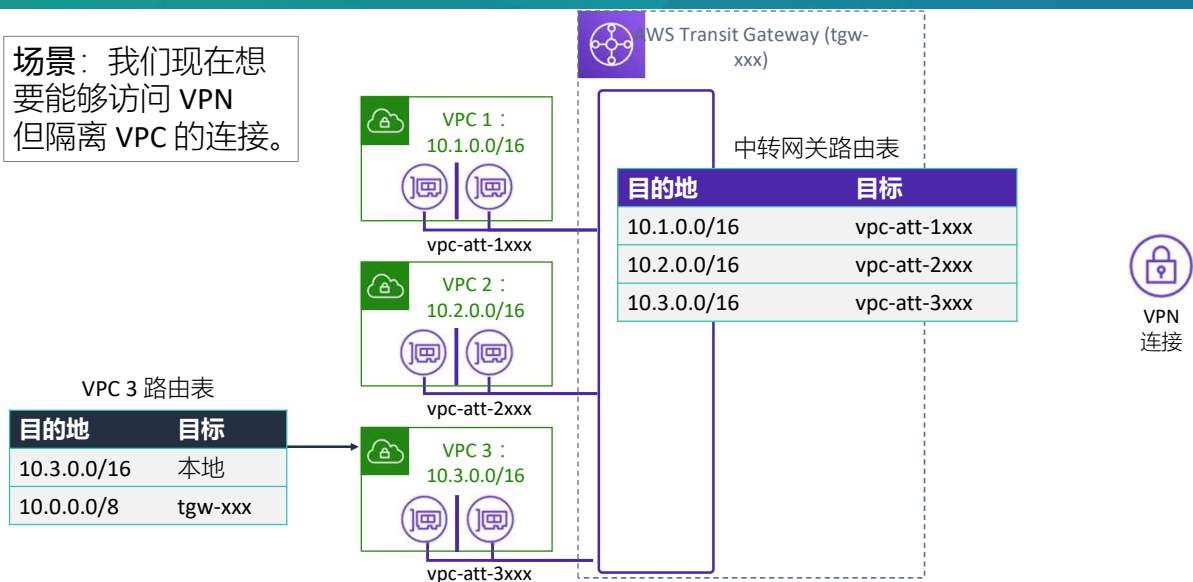 场景：我们现在想
要能够访问 VPN
但隔离 VPC 的连接。
AWS Transit Gateway (tgw-
xxx)
VPC 1：
10.1.0.0/16
vpc-att-1xxx
VPC 2：
10.2.0.0/16
vpc-att-2xxx
VPC 3：
10.3.0.0/16
vpc-att-3xxx
中转网关路由表
目的地 目标
10.1.0.0/16 vpc-att-1xxx
10.2.0.0/16 vpc-att-2xxx
10.3.0.0/16 vpc-att-3xxx
VPN
连接
VPC 3 路由表
目的地 目标
10.3.0.0/16 本地
10.0.0.0/8 tgw-xxx